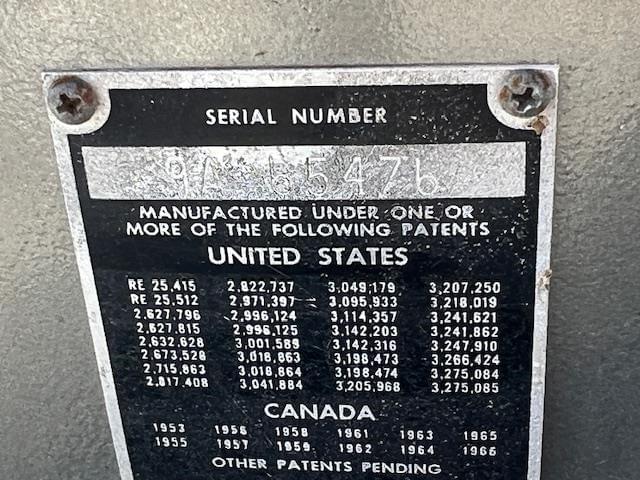 SERIAL NUMBER
9A 65476
MANUFACTURED UNDER ONE OR
MORE OF THE FOLLOWING PATENTS
UNITED STATES
RE 25,415 2,822,737 3,049,179 3,207,250
RE 25,512 2,971,397 3,095,933 3,218,019
2,627,796 2,996,124 3,114,357 3,241,621
2,627,815 2,996,125 3,142,203 3,241,862
2,632,628 3,001,589 3,142,316 3,247,910
2,673,528 3,018,863 3,198,473 3,266,424
2,715,863 3,018,864 3,198,474 3,275,084
2,817,408 3,041,884 3,205,968 3,275,085
CANADA
1953 1956 1958 1961 1963 1965
1955 1957 1959 1962 1964 1966
OTHER PATENTS PENDING